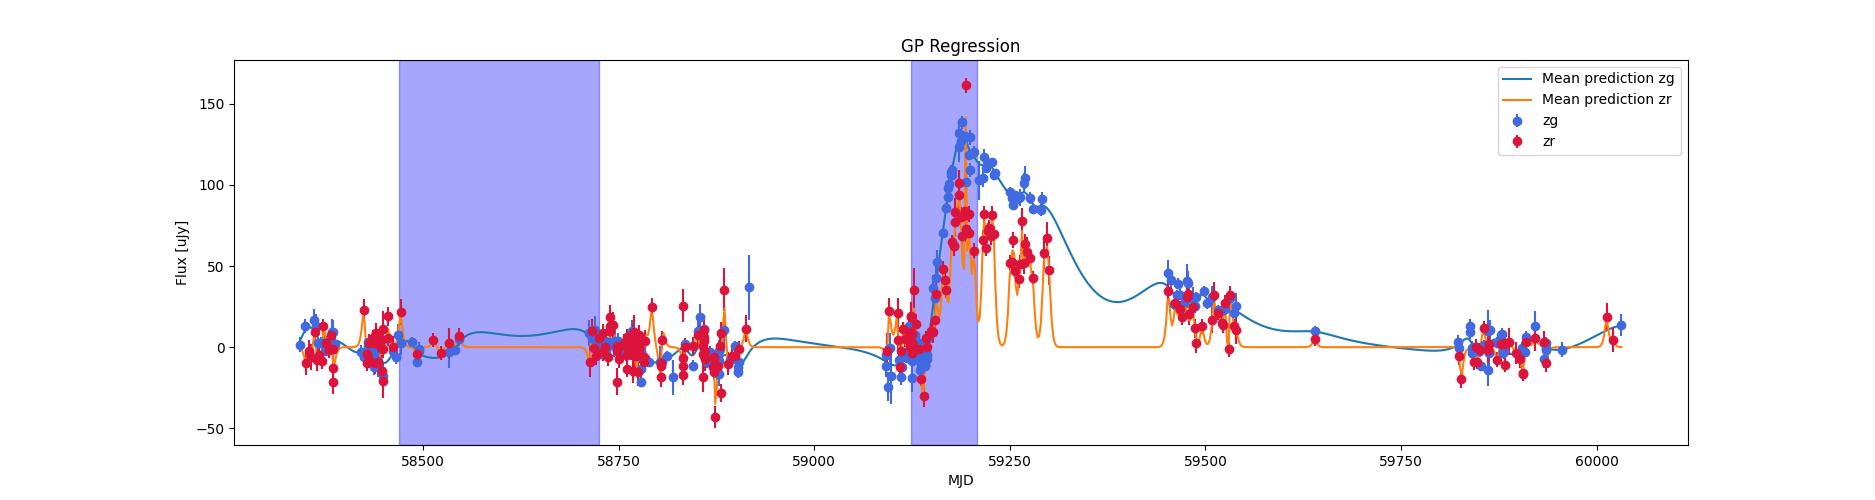 GP Regression
Mean prediction zg
Mean prediction zr
zg
zr
Flux [uJy]
150
100
50
0
−50
58500
58750
59000
59250
59500
59750
60000
MJD